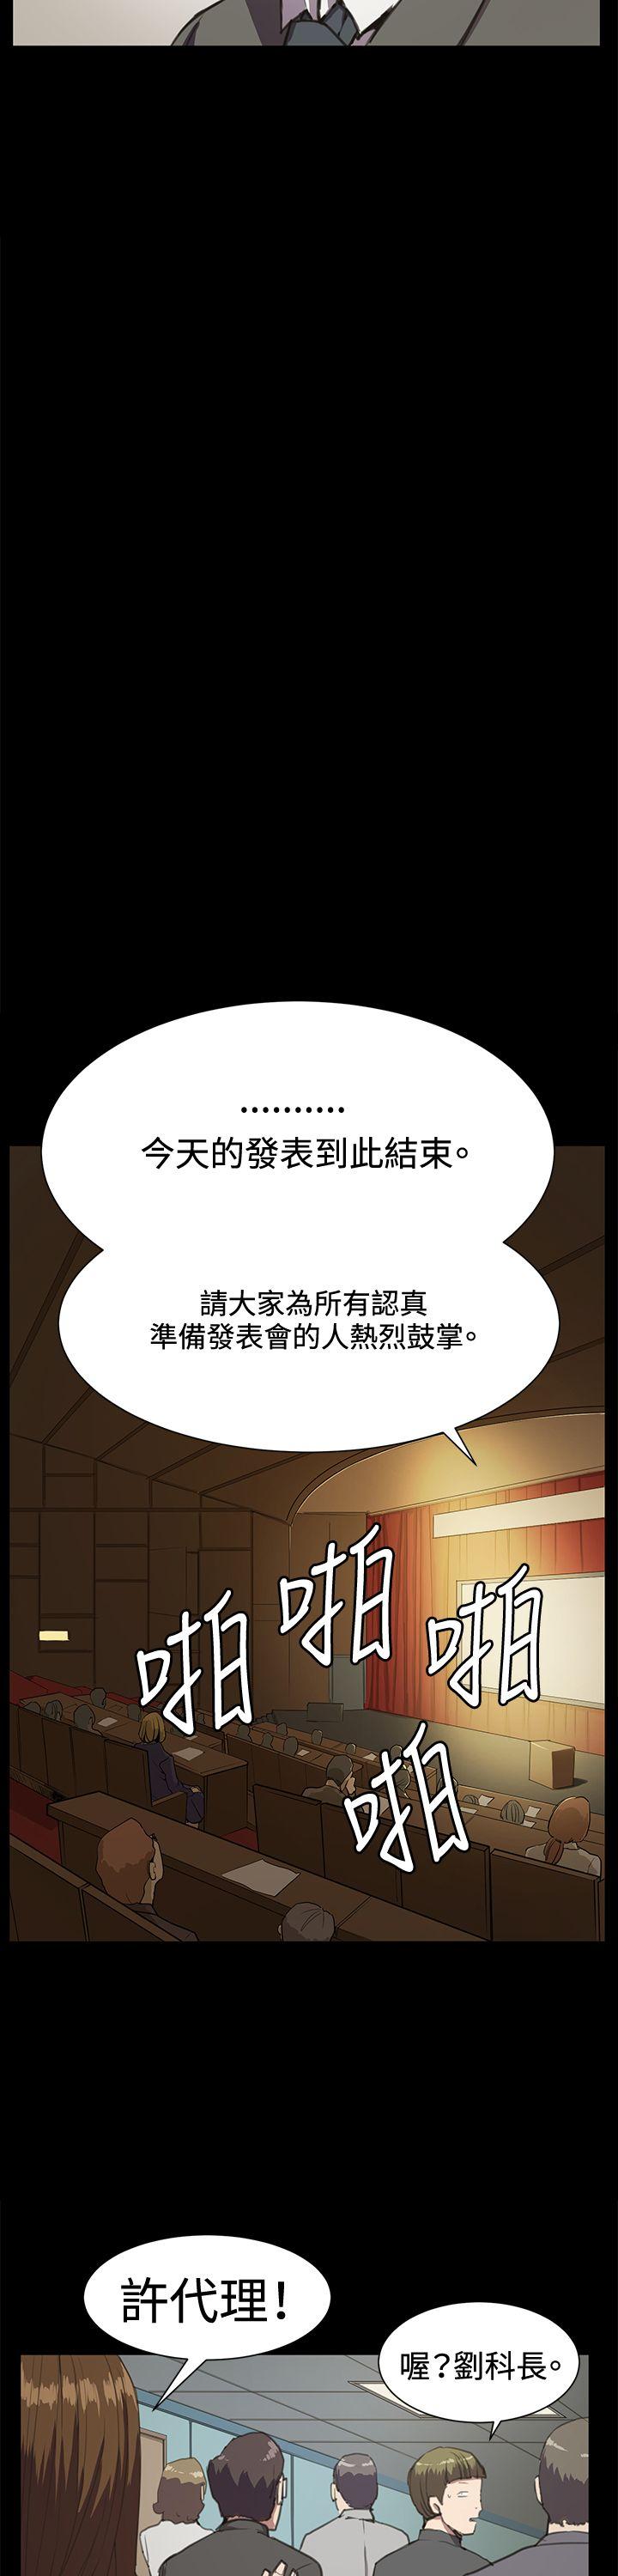 ..........
今天的發表到此結束。
請大家為所有認真
準備發表會的人熱烈鼓掌。
啪
啪
啪
啪
許代理!
喔?劉科長。